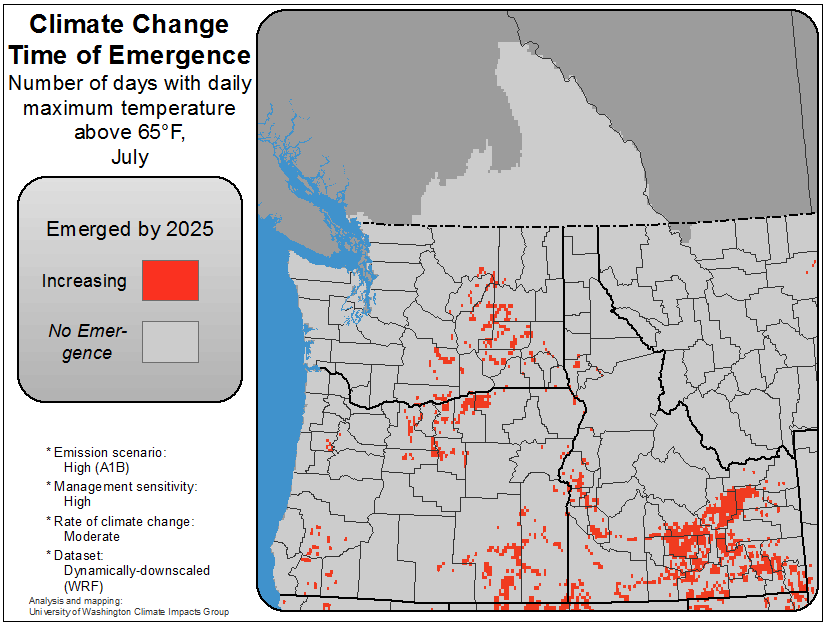 Climate Change
Time of Emergence
Number of days with daily
maximum temperature
above 65°F,
July
Emerged by 2025
Increasing
No Emer-
gence
* Emission scenario:
High (A1B)
* Management sensitivity:
High
* Rate of climate change:
Moderate
* Dataset:
Dynamically-downscaled
(WRF)
Analysis and mapping:
University of Washington Climate Impacts Group